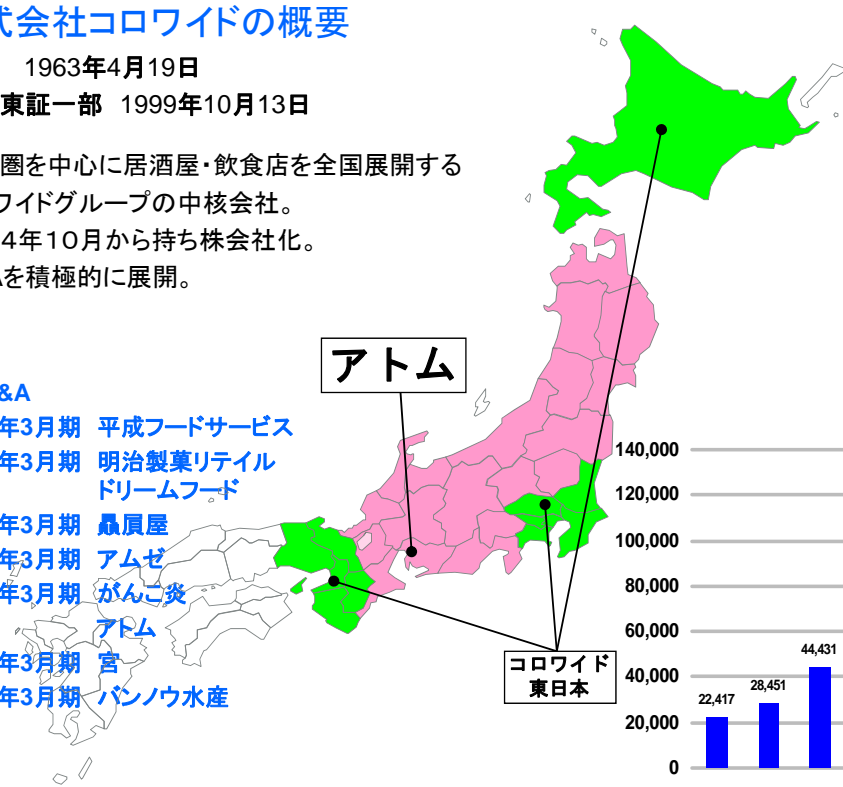 式会社コロワイドの概要
1963年4月19日
東証一部 1999年10月13日
圏を中心に居酒屋・飲食店を全国展開する
ワイドグループの中核会社。
4年10月から持ち株会社化。
Aを積極的に展開。
アトム
&A
年3月期 平成フードサービス
年3月期 明治製菓リテイル
ドリームフード
年3月期 贔屓屋
年3月期 アムゼ
年3月期 がんこ炎
アトム
年3月期 宮
年3月期 バンノウ水産
コロワイド
東日本
140,000
120,000
100,000
80,000
60,000
40,000
20,000
0
22,417
28,451
44,431